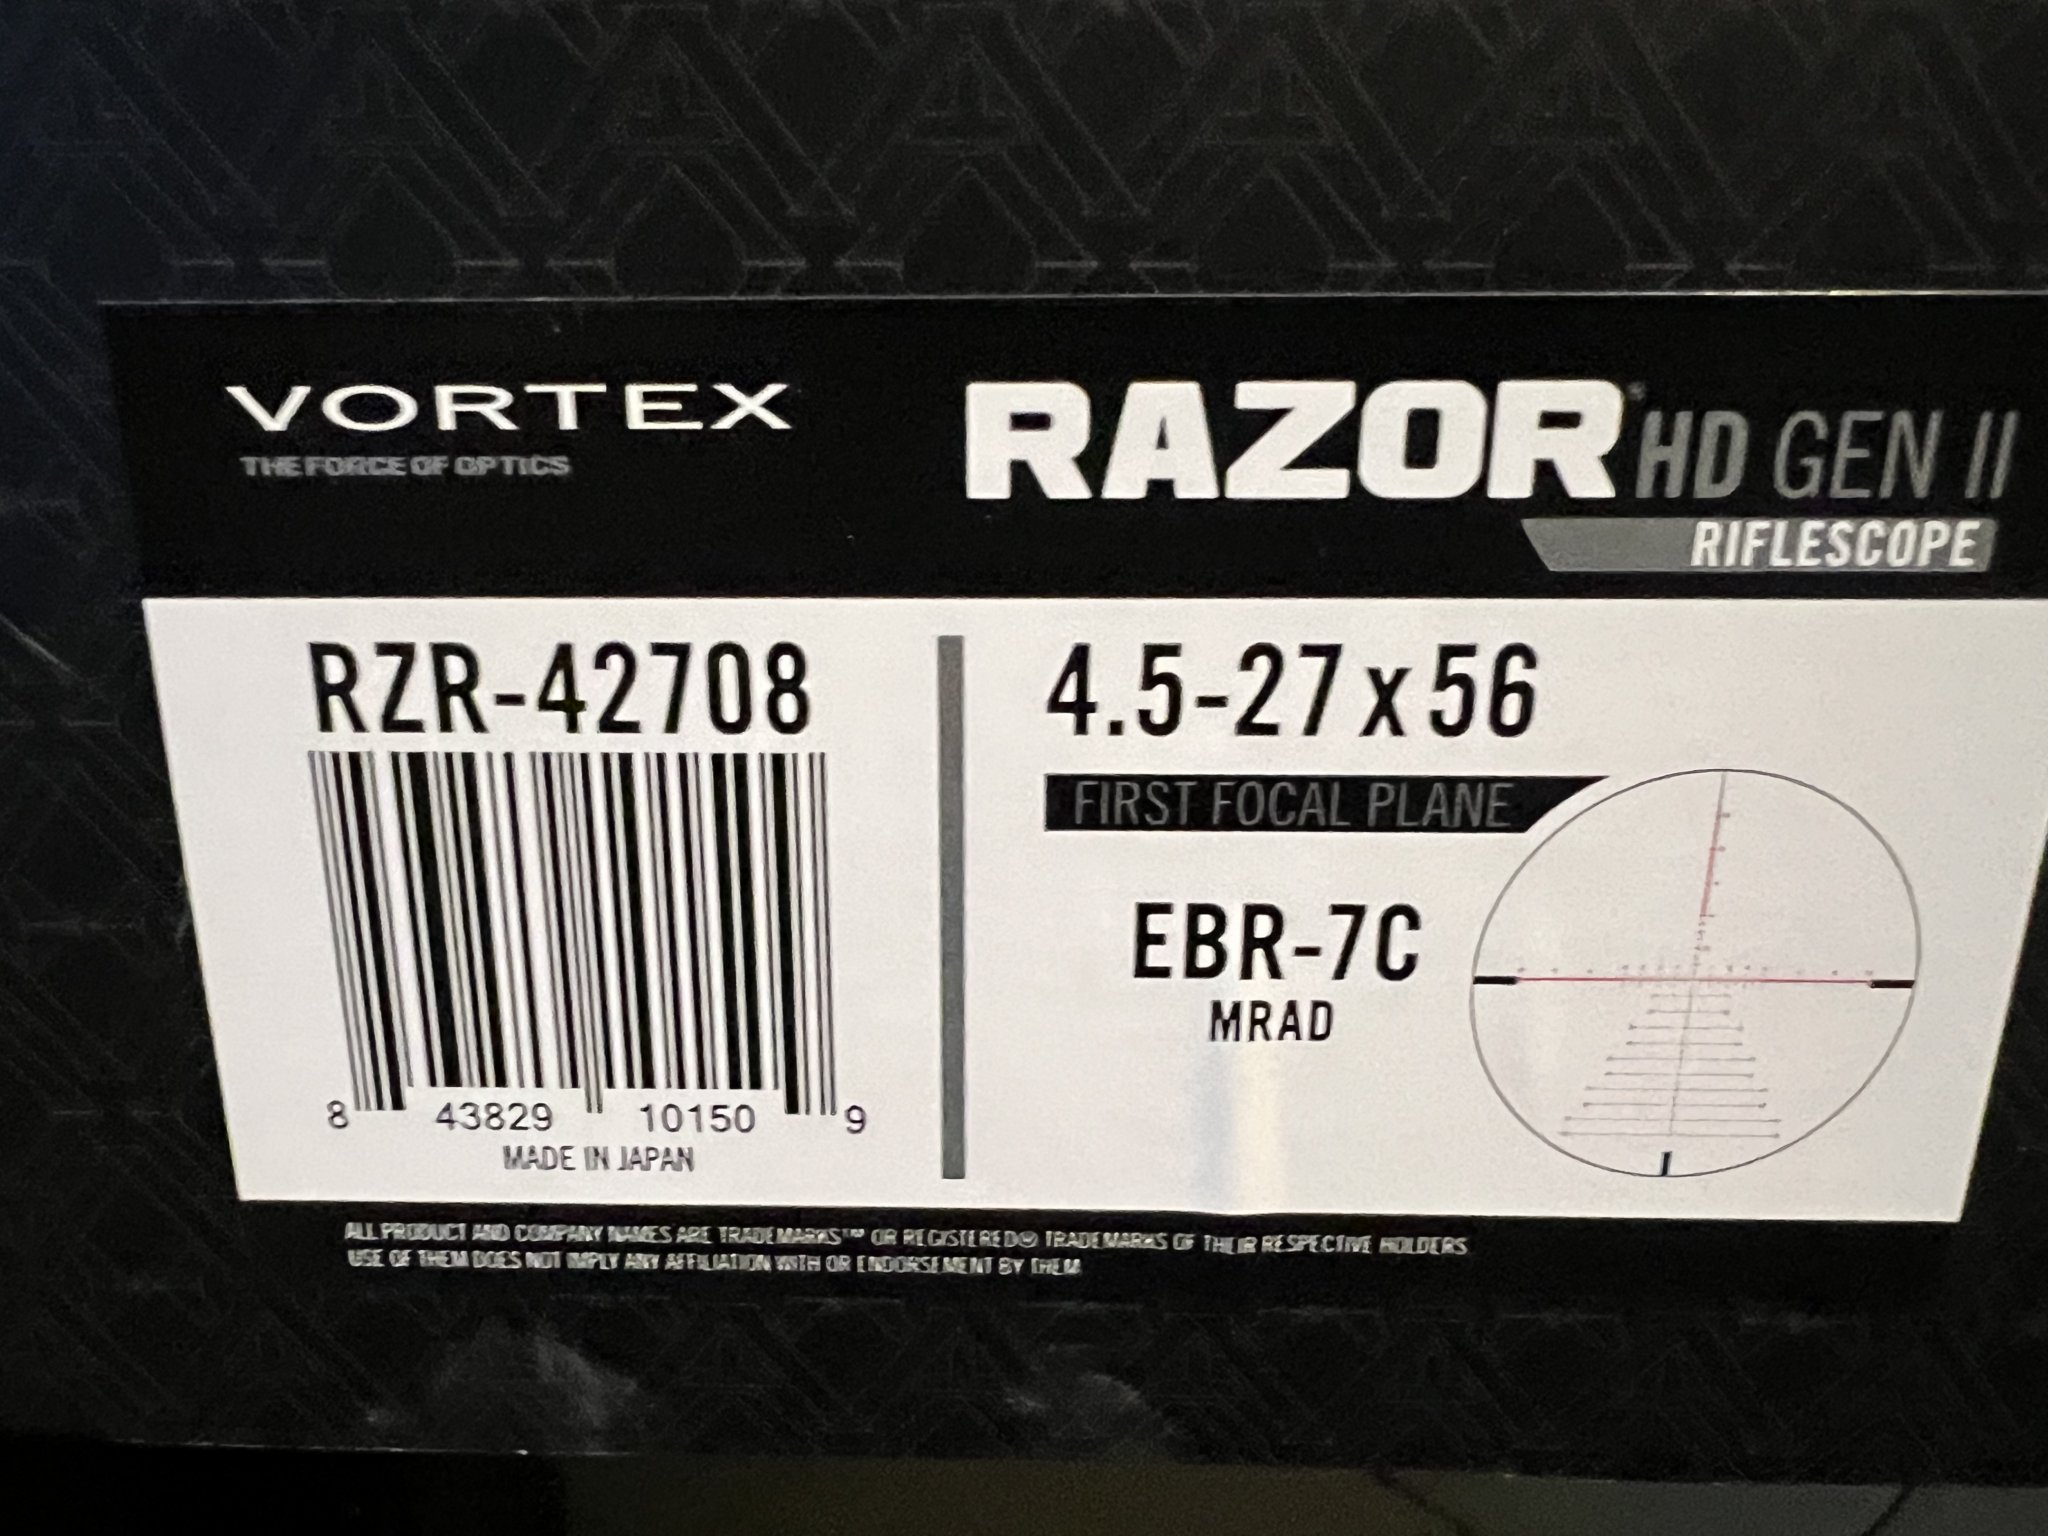 VORTEX
THE FORCE OF OPTICS
RAZOR® HD GEN II
RIFLESCOPE
RZR-42708
8 43829 10150 9
MADE IN JAPAN
4.5-27x56
FIRST FOCAL PLANE
EBR-7C
MRAD
ALL PRODUCT AND COMPANY NAMES ARE TRADEMARKS™ OR REGISTERED® TRADEMARKS OF THEIR RESPECTIVE HOLDERS
USE OF THEM DOES NOT IMPLY ANY AFFILIATION WITH OR ENDORSEMENT BY THEM